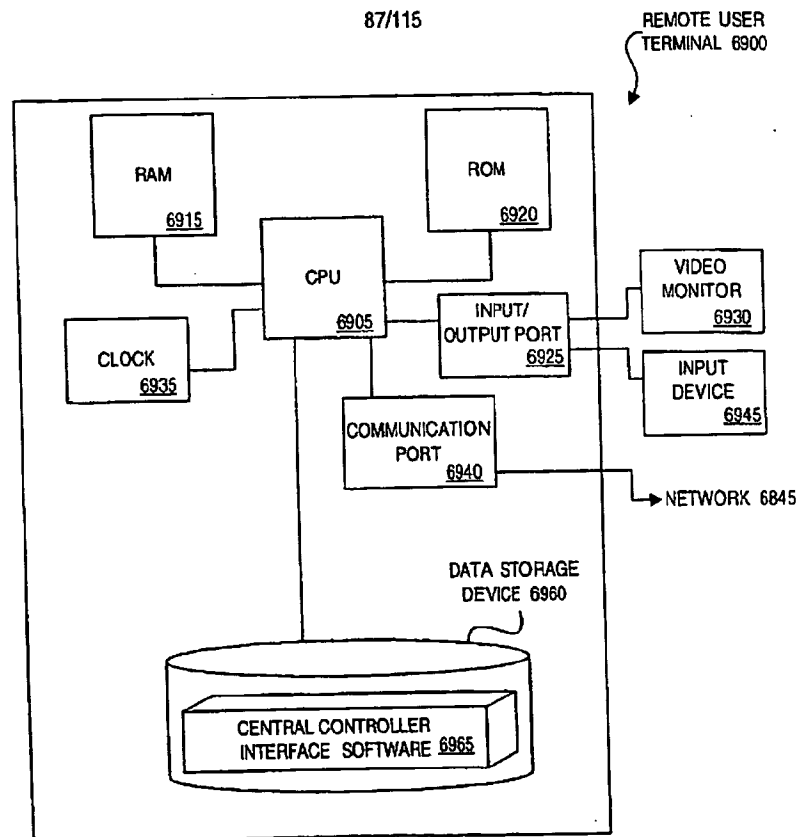 87/115
REMOTE USER
TERMINAL 6900
RAM
6915
ROM
6920
CPU
6905
CLOCK
6935
INPUT/
OUTPUT PORT
6925
VIDEO
MONITOR
6930
INPUT
DEVICE
6945
COMMUNICATION
PORT
6940
NETWORK 6845
DATA STORAGE
DEVICE 6960
CENTRAL CONTROLLER
INTERFACE SOFTWARE 6965